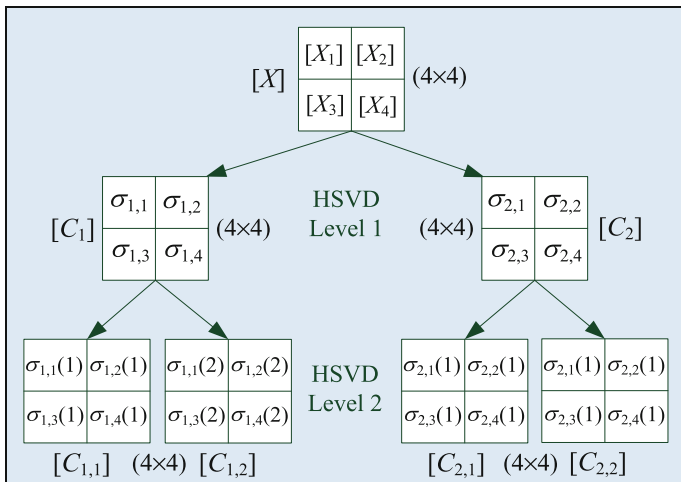 [X₁] [X₂]
[X] (4×4)
[X₃] [X₄]
σ₁,₁ σ₁,₂ HSVD σ₂,₁ σ₂,₂
[C₁] (4×4) Level 1 (4×4) [C₂]
σ₁,₃ σ₁,₄ σ₂,₃ σ₂,₄
σ₁,₁(1) σ₁,₂(1) σ₁,₁(2) σ₁,₂(2) HSVD σ₂,₁(1) σ₂,₂(1) σ₂,₁(1) σ₂,₂(1)
σ₁,₃(1) σ₁,₄(1) σ₁,₃(2) σ₁,₄(2) Level 2 σ₂,₃(1) σ₂,₄(1) σ₂,₃(1) σ₂,₄(1)
[C₁,₁] (4×4) [C₁,₂] [C₂,₁] (4×4) [C₂,₂]